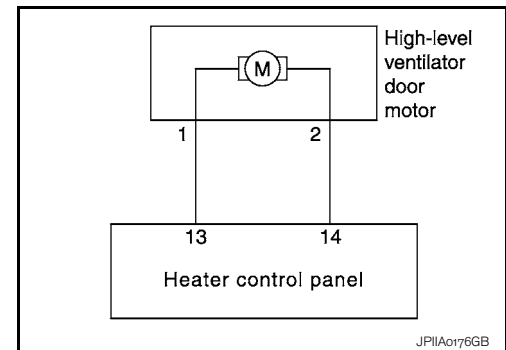 High-level
ventilator
door
motor
M
1 2
13 14
Heater control panel
JPIIA0176GB